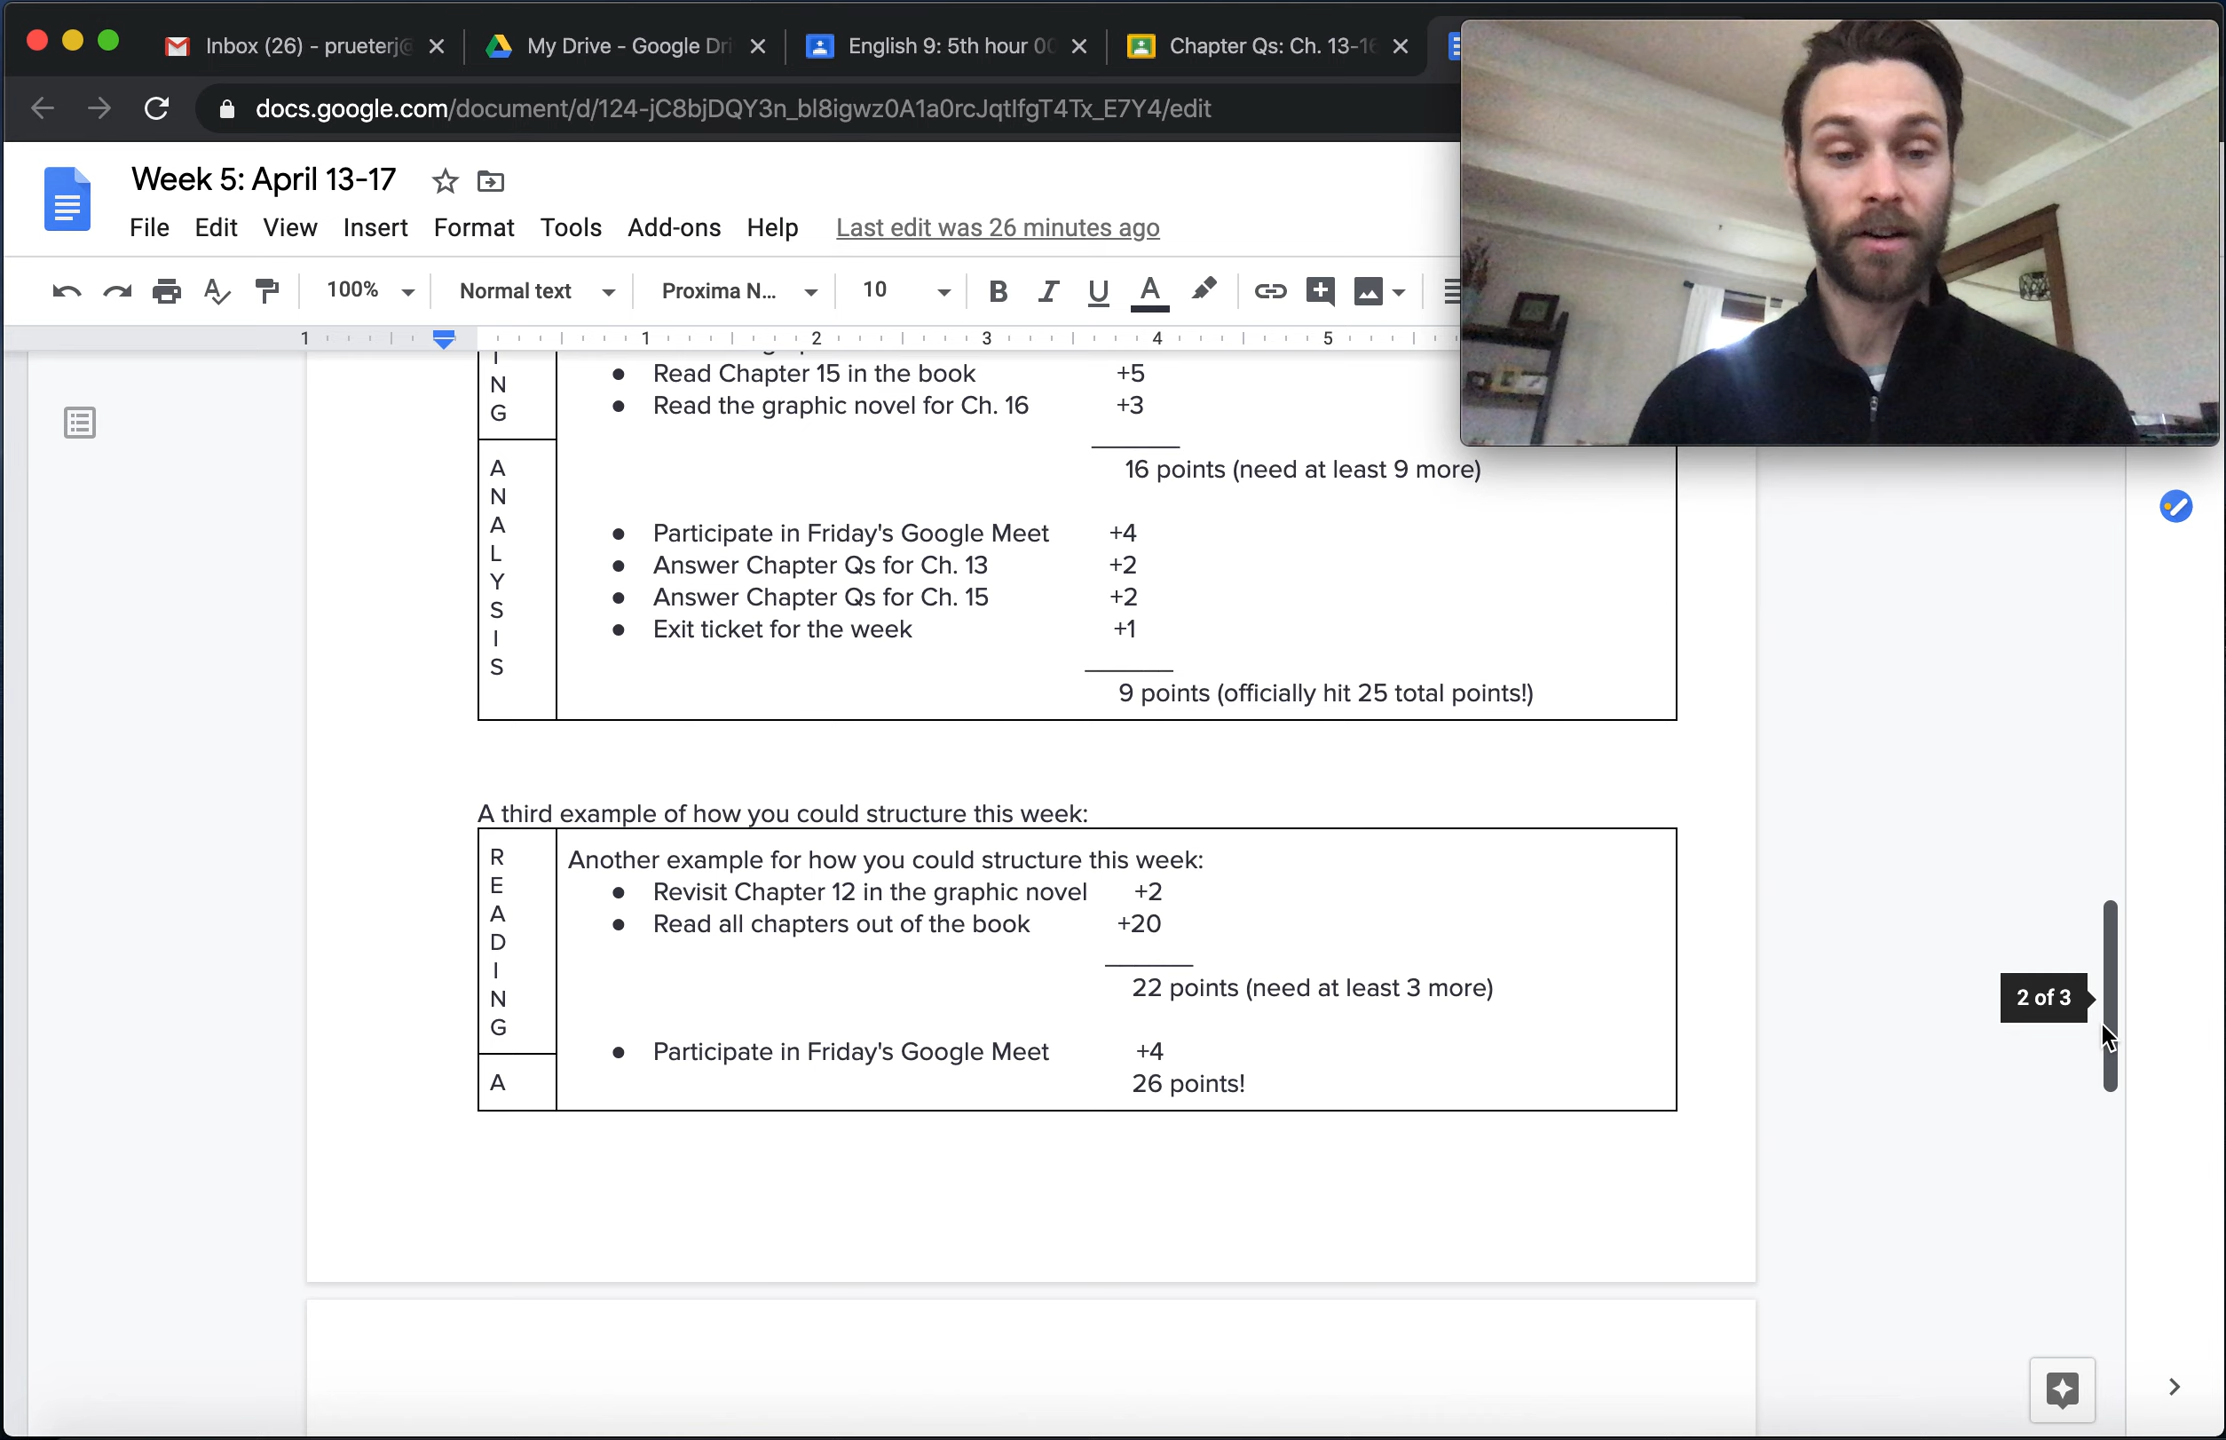 Inbox (26) - prueterj@
My Drive - Google Dri
English 9: 5th hour 00
Chapter Qs: Ch. 13-16
docs.google.com/document/d/124-jC8bjDQY3n_bl8igwz0A1a0rcJqtIfgT4Tx_E7Y4/edit
Week 5: April 13-17
File Edit View Insert Format Tools Add-ons Help Last edit was 26 minutes ago
100% Normal text Proxima N... 10 B I U A
1 1 2 3 4 5
I
N
G
● Read Chapter 15 in the book +5
● Read the graphic novel for Ch. 16 +3
16 points (need at least 9 more)
A
N
A
L
Y
S
I
S
● Participate in Friday's Google Meet +4
● Answer Chapter Qs for Ch. 13 +2
● Answer Chapter Qs for Ch. 15 +2
● Exit ticket for the week +1
9 points (officially hit 25 total points!)
A third example of how you could structure this week:
R
E
A
D
I
N
G
Another example for how you could structure this week:
● Revisit Chapter 12 in the graphic novel +2
● Read all chapters out of the book +20
22 points (need at least 3 more)
A
● Participate in Friday's Google Meet +4
26 points!
2 of 3